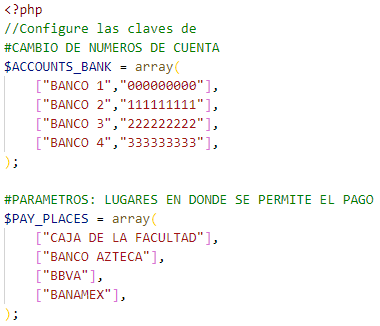 <?php
//Configure las claves de
#CAMBIO DE NUMEROS DE CUENTA
$ACCOUNTS_BANK = array(
    ["BANCO 1","000000000"],
    ["BANCO 2","111111111"],
    ["BANCO 3","222222222"],
    ["BANCO 4","333333333"],
);

#PARAMETROS: LUGARES EN DONDE SE PERMITE EL PAGO
$PAY_PLACES = array(
    ["CAJA DE LA FACULTAD"],
    ["BANCO AZTECA"],
    ["BBVA"],
    ["BANAMEX"],
);